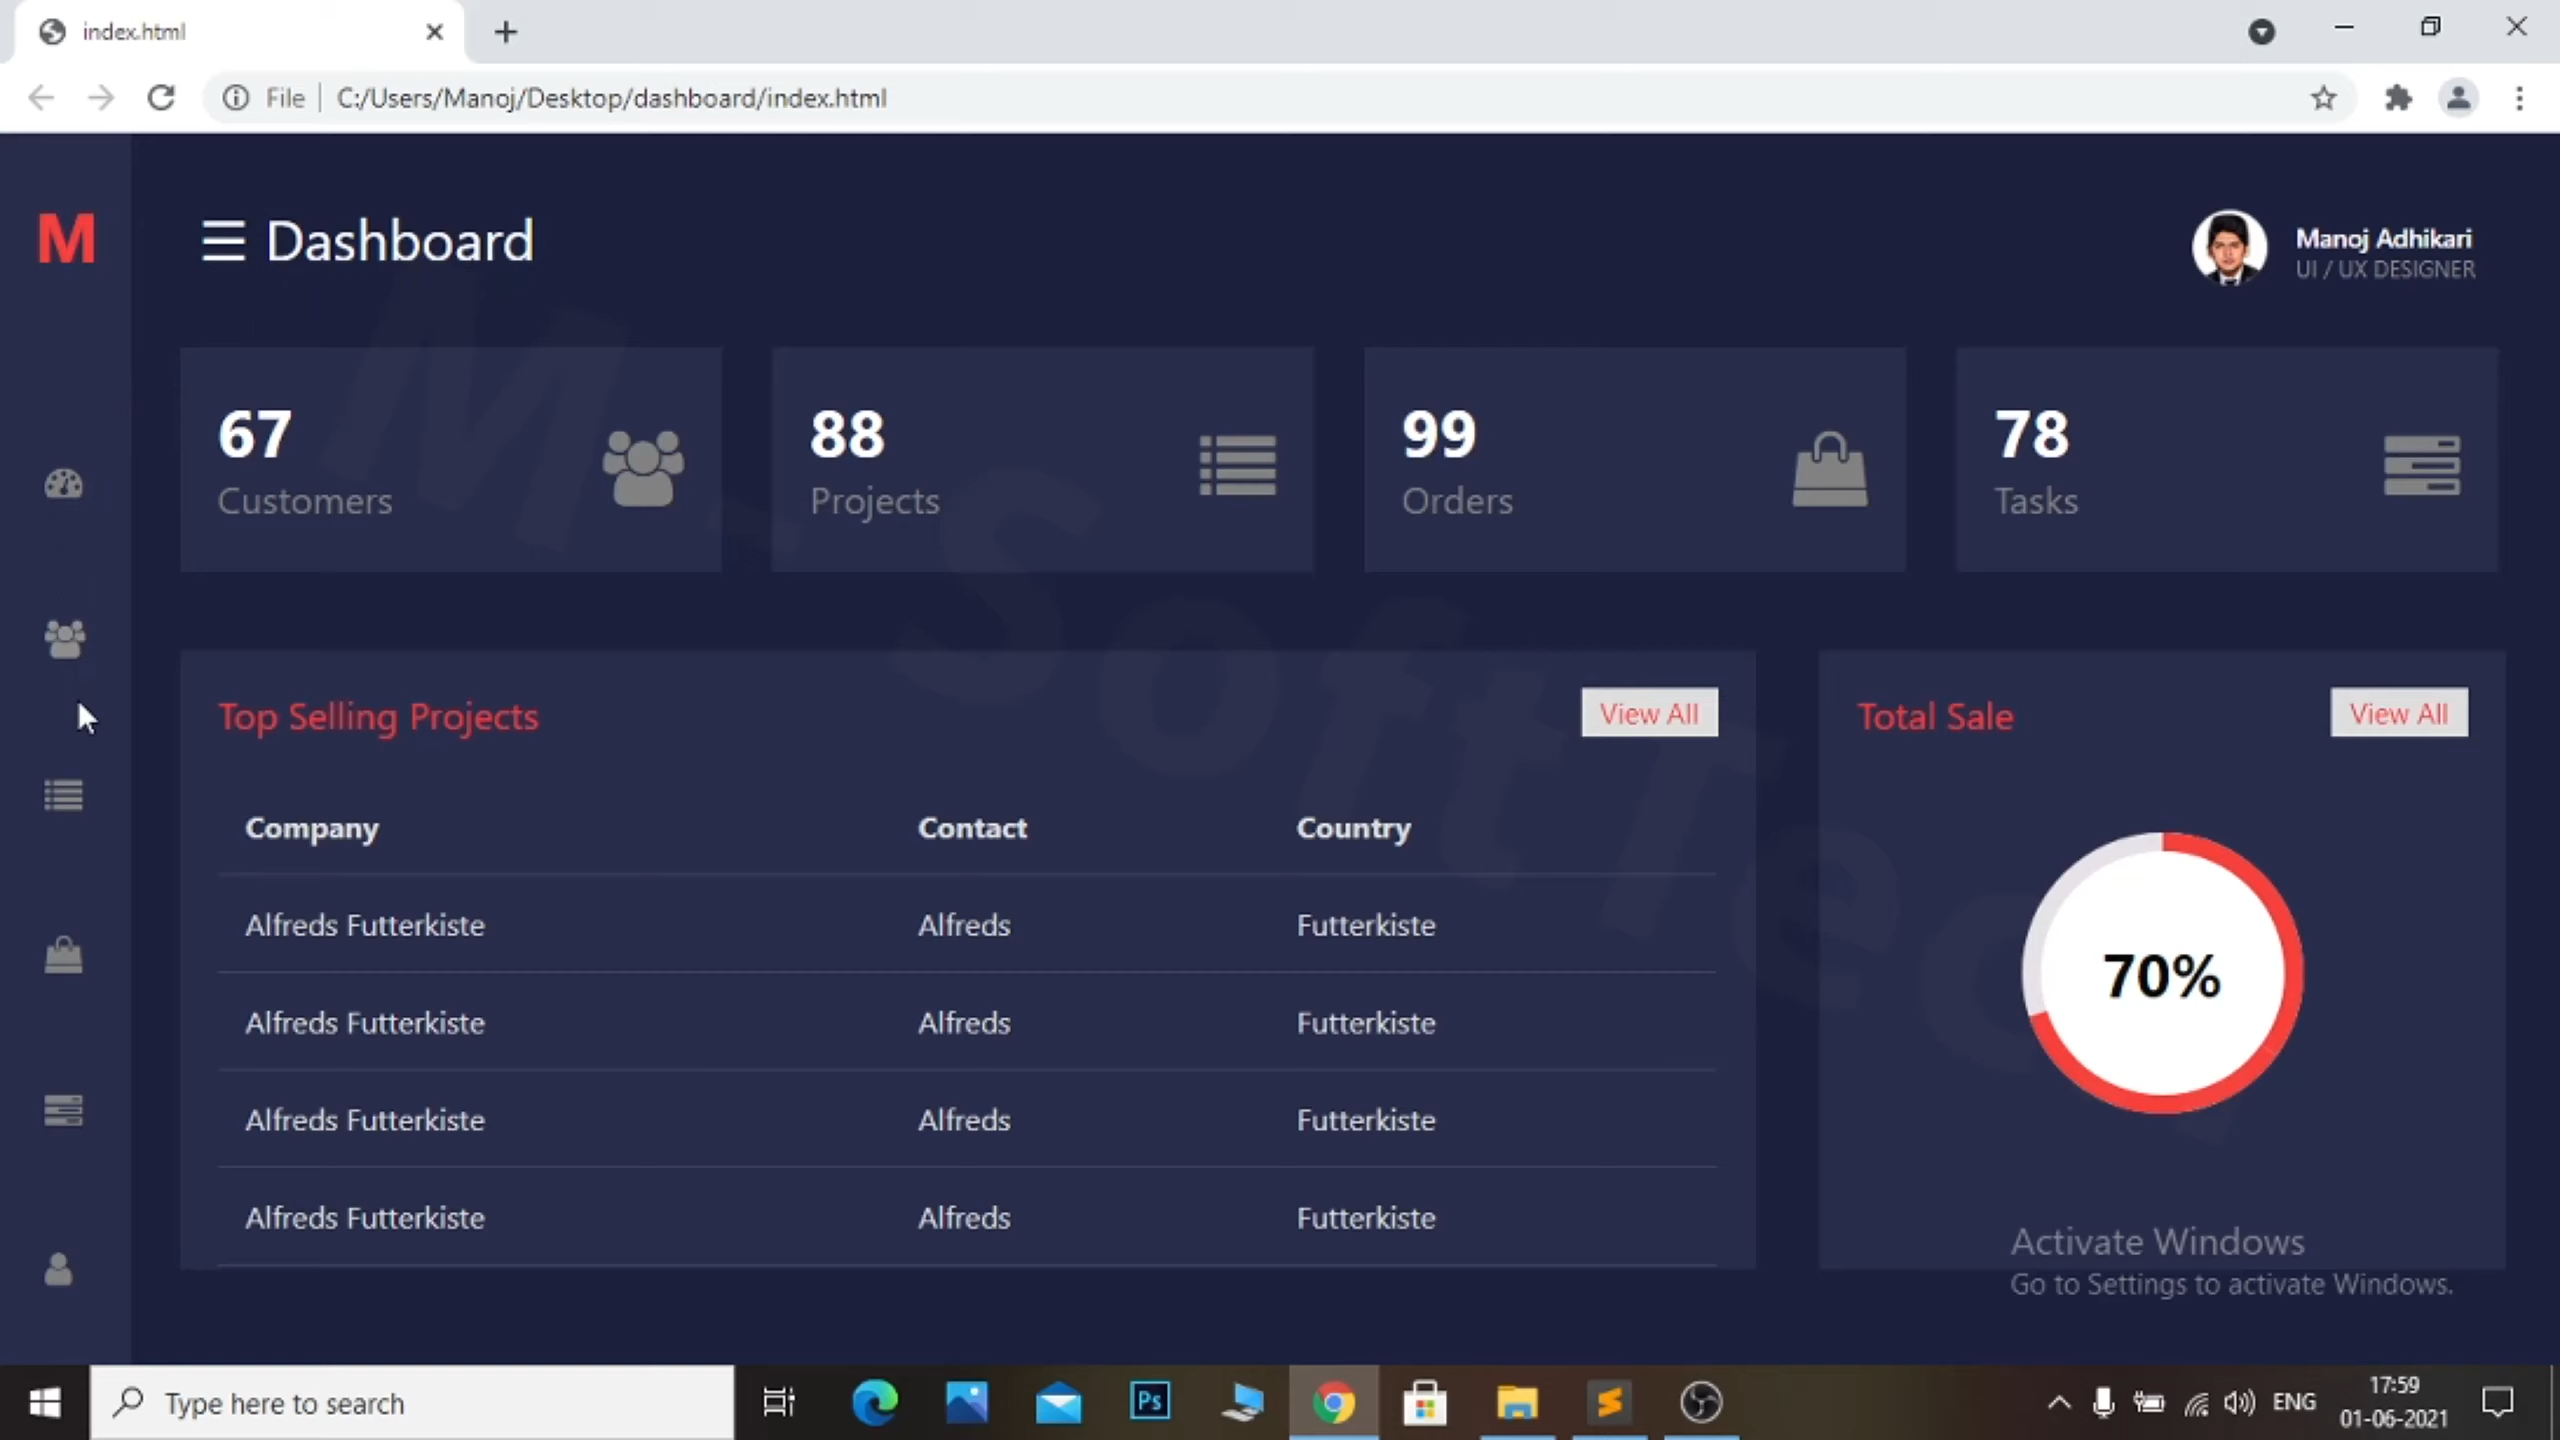 index.html
File | C:/Users/Manoj/Desktop/dashboard/index.html
M
☰ Dashboard
Manoj Adhikari
UI / UX DESIGNER
67
Customers
88
Projects
99
Orders
78
Tasks
Top Selling Projects
View All
Company Contact Country
Alfreds Futterkiste Alfreds Futterkiste
Alfreds Futterkiste Alfreds Futterkiste
Alfreds Futterkiste Alfreds Futterkiste
Alfreds Futterkiste Alfreds Futterkiste
Total Sale
View All
70%
M - SoftTech
Activate Windows
Go to Settings to activate Windows.
Type here to search
Ps
ENG
17:59
01-06-2021